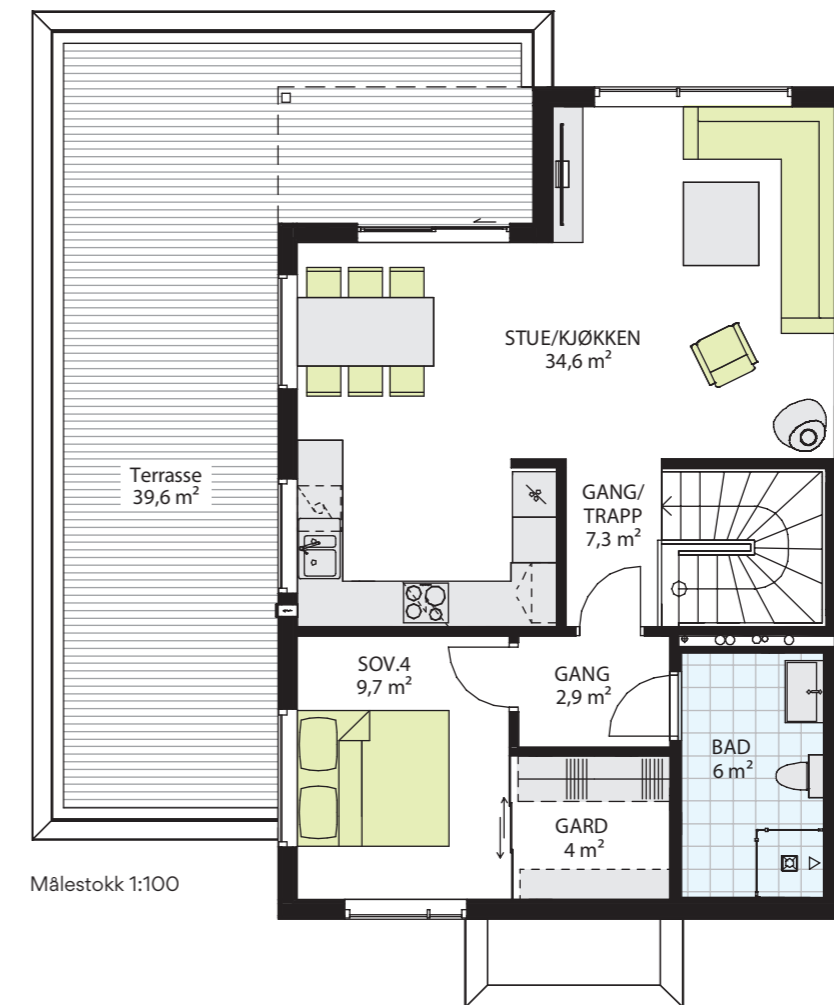 STUE/KJØKKEN
34,6 m²
Terrasse
39,6 m²
GANG/
TRAPP
7,3 m²
SOV.4
9,7 m²
GANG
2,9 m²
BAD
6 m²
GARD
4 m²
Målestokk 1:100